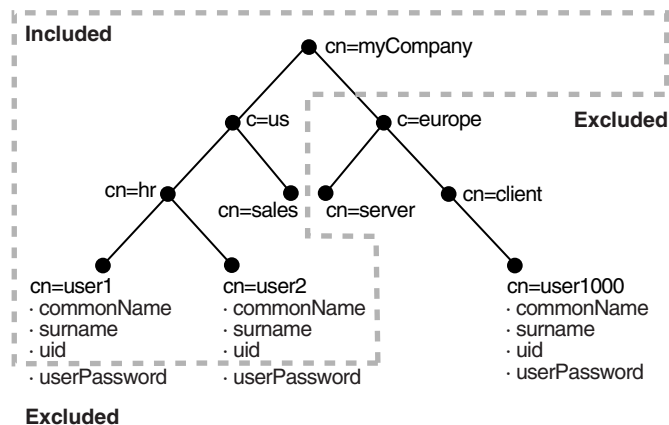 Included
cn=myCompany
c=us
c=europe
Excluded
cn=hr
cn=sales
cn=server
cn=client
cn=user1
· commonName
· surname
· uid
· userPassword
cn=user2
· commonName
· surname
· uid
· userPassword
cn=user1000
· commonName
· surname
· uid
· userPassword
Excluded